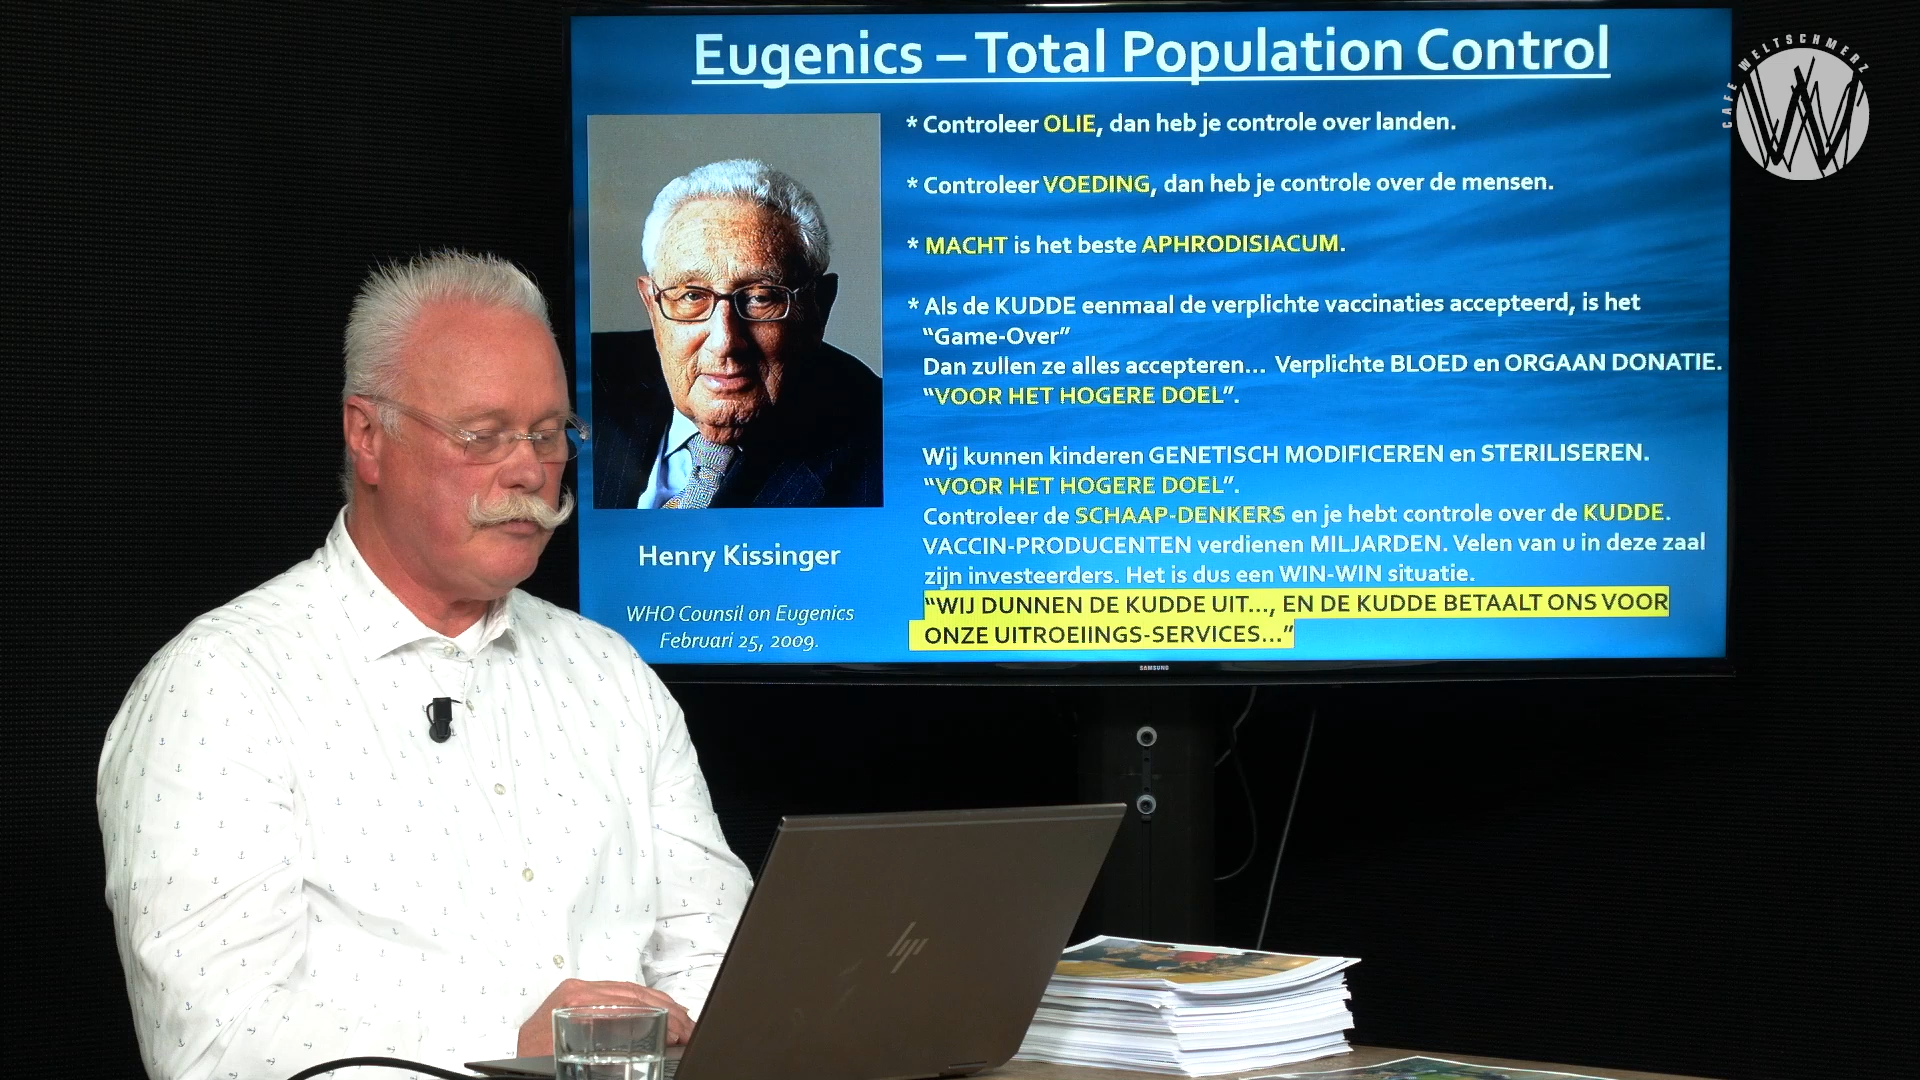 Eugenics – Total Population Control
CAFE WELTSCHMERZ
* Controleer OLIE, dan heb je controle over landen.
* Controleer VOEDING, dan heb je controle over de mensen.
* MACHT is het beste APHRODISIACUM.
* Als de KUDDE eenmaal de verplichte vaccinaties accepteerd, is het
“Game-Over”
Dan zullen ze alles accepteren... Verplichte BLOED en ORGAAN DONATIE.
“VOOR HET HOGERE DOEL”.
Wij kunnen kinderen GENETISCH MODIFICEREN en STERILISEREN.
“VOOR HET HOGERE DOEL”.
Controleer de SCHAAP-DENKERS en je hebt controle over de KUDDE.
VACCIN-PRODUCENTEN verdienen MILJARDEN. Velen van u in deze zaal
zijn investeerders. Het is dus een WIN-WIN situatie.
“WIJ DUNNEN DE KUDDE UIT..., EN DE KUDDE BETAALT ONS VOOR
ONZE UITROEIINGS-SERVICES...”
Henry Kissinger
WHO Counsil on Eugenics
Februari 25, 2009.
SAMSUNG
hp